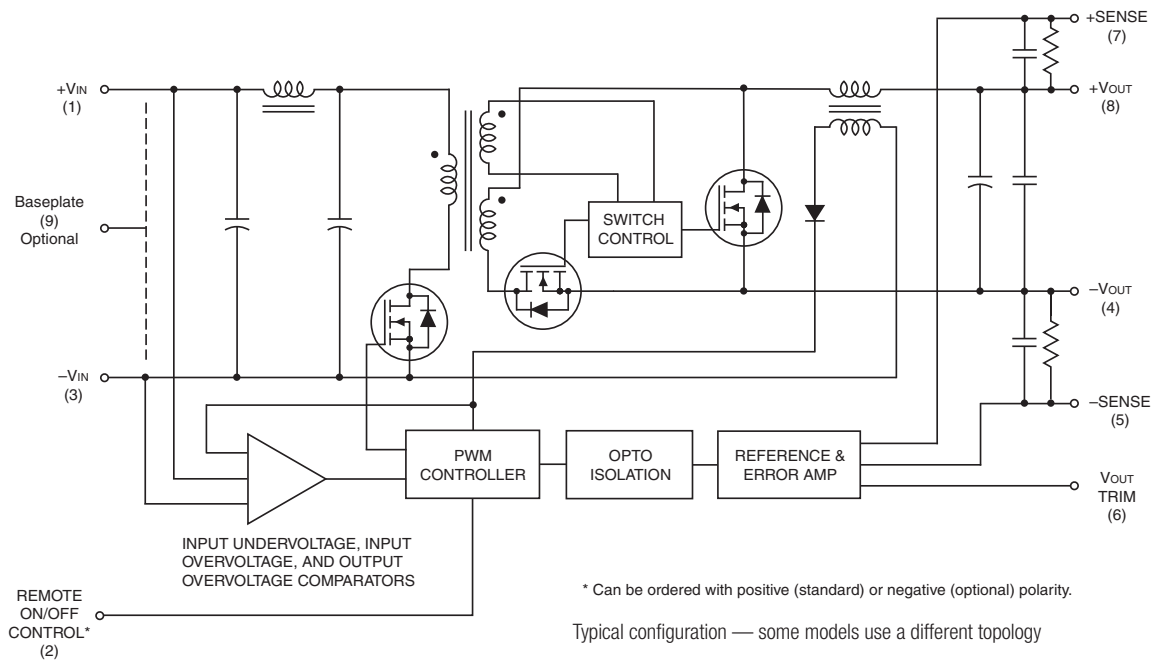 +SENSE
(7)
+VIN
(1)
+VOUT
(8)
Baseplate
(9)
Optional
SWITCH
CONTROL
−VOUT
(4)
−VIN
(3)
−SENSE
(5)
PWM
CONTROLLER
OPTO
ISOLATION
REFERENCE &
ERROR AMP
VOUT
TRIM
(6)
INPUT UNDERVOLTAGE, INPUT
OVERVOLTAGE, AND OUTPUT
OVERVOLTAGE COMPARATORS
REMOTE
ON/OFF
CONTROL*
(2)
* Can be ordered with positive (standard) or negative (optional) polarity.
Typical configuration — some models use a different topology